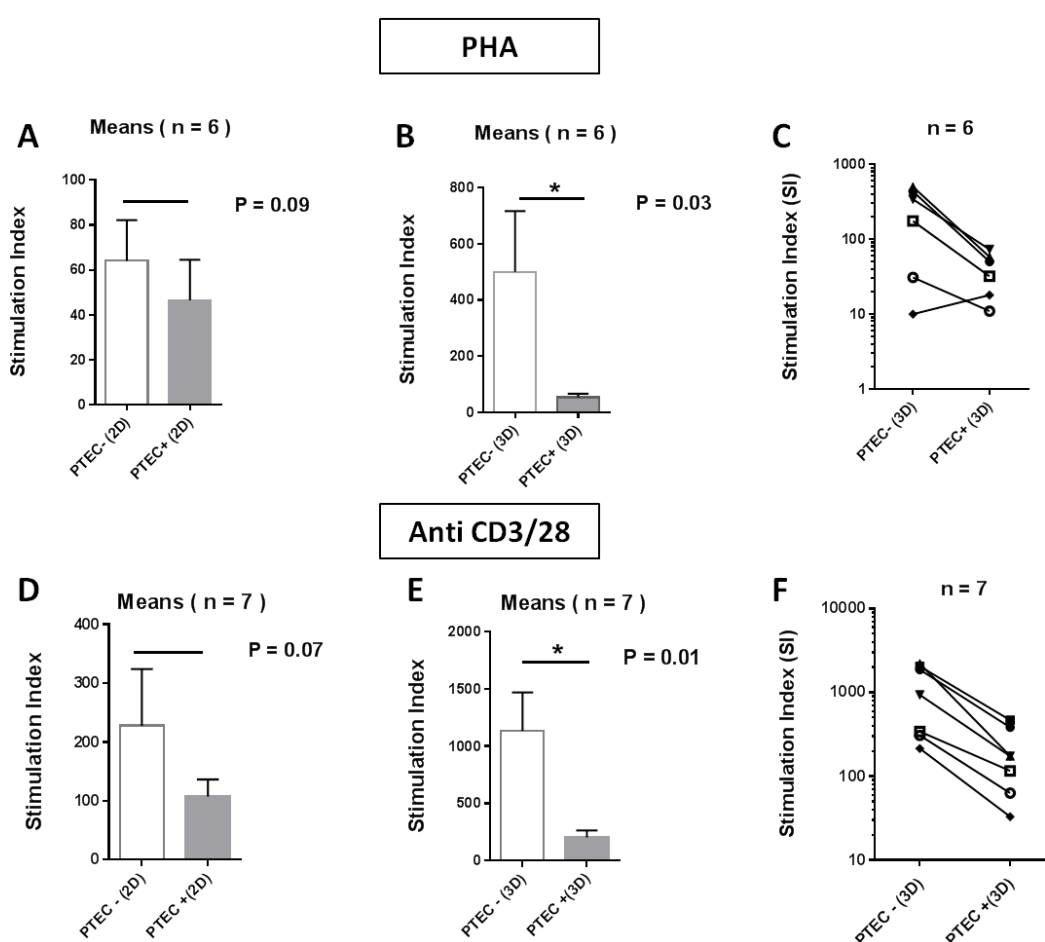 PHA
A
Means ( n = 6 )
Stimulation Index
100
80
60
40
20
0
P = 0.09
PTEC- (2D)
PTEC+ (2D)
B
Means ( n = 6 )
Stimulation Index
800
600
400
200
0
*
P = 0.03
PTEC- (3D)
PTEC+ (3D)
C
n = 6
Stimulation Index (SI)
1000
100
10
1
PTEC- (3D)
PTEC+ (3D)
Anti CD3/28
D
Means ( n = 7 )
Stimulation Index
400
300
200
100
0
P = 0.07
PTEC - (2D)
PTEC +(2D)
E
Means ( n = 7 )
Stimulation Index
2000
1500
1000
500
0
*
P = 0.01
PTEC - (3D)
PTEC +(3D)
F
n = 7
Stimulation Index (SI)
10000
1000
100
10
PTEC - (3D)
PTEC +(3D)